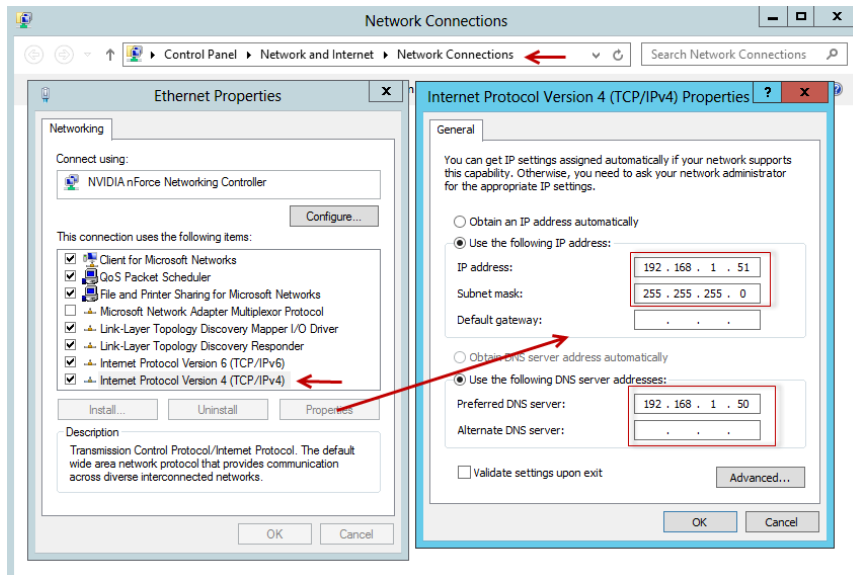 Network Connections
Control Panel Network and Internet Network Connections
Search Network Connections
Ethernet Properties
Networking
Connect using:
NVIDIA nForce Networking Controller
Configure...
This connection uses the following items:
Client for Microsoft Networks
QoS Packet Scheduler
File and Printer Sharing for Microsoft Networks
Microsoft Network Adapter Multiplexor Protocol
Link-Layer Topology Discovery Mapper I/O Driver
Link-Layer Topology Discovery Responder
Internet Protocol Version 6 (TCP/IPv6)
Internet Protocol Version 4 (TCP/IPv4)
Install...
Uninstall
Properties
Description
Transmission Control Protocol/Internet Protocol. The default
wide area network protocol that provides communication
across diverse interconnected networks.
OK
Cancel
Internet Protocol Version 4 (TCP/IPv4) Properties
?
General
You can get IP settings assigned automatically if your network supports
this capability. Otherwise, you need to ask your network administrator
for the appropriate IP settings.
Obtain an IP address automatically
Use the following IP address:
IP address: 192 . 168 . 1 . 51
Subnet mask: 255 . 255 . 255 . 0
Default gateway: . . .
Obtain DNS server address automatically
Use the following DNS server addresses:
Preferred DNS server: 192 . 168 . 1 . 50
Alternate DNS server: . . .
Validate settings upon exit
Advanced...
OK
Cancel